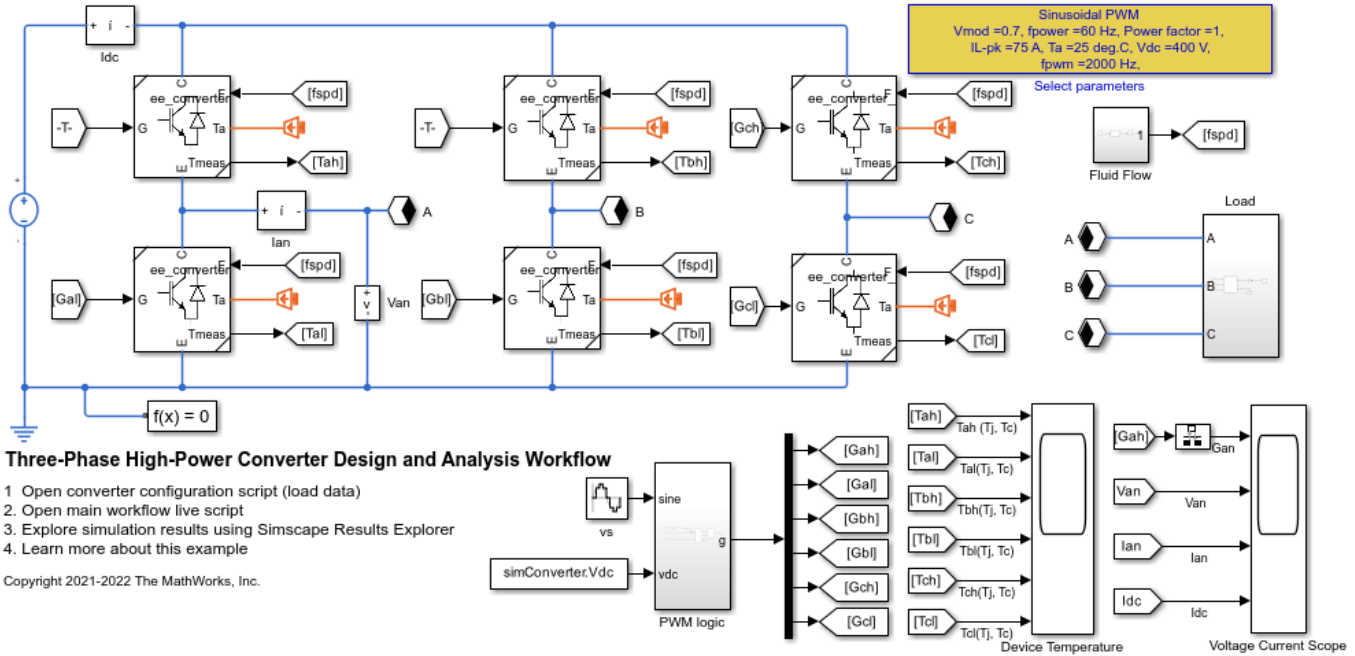 Sinusoidal PWM
Vmod =0.7, fpower =60 Hz, Power factor =1,
IL-pk =75 A, Ta =25 deg.C, Vdc =400 V,
fpwm =2000 Hz,
Select parameters
+ i -
Idc
C
ee_converter
F
[fspd]
-T-
G
Ta
Tmeas
[Tah]
E
C
ee_converter
F
[fspd]
-T-
G
Ta
Tmeas
[Tbh]
E
C
ee_converter_
F
[fspd]
[Gch]
G
Ta
Tmeas
[Tch]
E
1
[fspd]
Fluid Flow
+
+
-
-
+ i -
Ian
A
B
C
C
ee_converter
F
[fspd]
[Gal]
G
Ta
Tmeas
[Tal]
E
+
v
-
Van
C
ee_converter
F
[fspd]
[Gbl]
G
Ta
Tmeas
[Tbl]
E
C
ee_converter_
F
[fspd]
[Gcl]
G
Ta
Tmeas
[Tcl]
E
Load
A A
B B
C C
f(x) = 0
Three-Phase High-Power Converter Design and Analysis Workflow
1 Open converter configuration script (load data)
2. Open main workflow live script
3. Explore simulation results using Simscape Results Explorer
4. Learn more about this example
Copyright 2021-2022 The MathWorks, Inc.
vs
simConverter.Vdc
sine
vdc
g
PWM logic
[Gah]
[Gal]
[Gbh]
[Gbl]
[Gch]
[Gcl]
[Tah]
Tah (Tj, Tc)
[Tal]
Tal(Tj, Tc)
[Tbh]
Tbh(Tj, Tc)
[Tbl]
Tbl(Tj, Tc)
[Tch]
Tch(Tj, Tc)
[Tcl]
Tcl(Tj, Tc)
Device Temperature
[Gah]
Gan
Van
Van
Ian
Ian
Idc
Idc
Voltage Current Scope